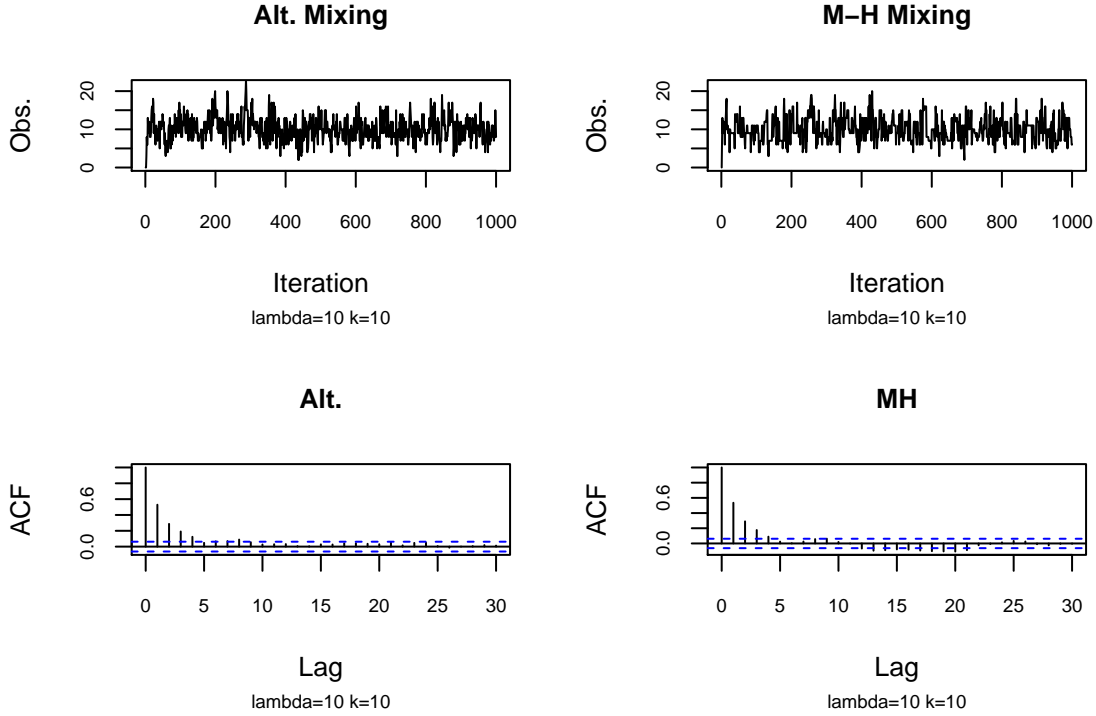 Alt. Mixing
Obs.
20
10
0
0 200 400 600 800 1000
Iteration
lambda=10 k=10
M−H Mixing
Obs.
20
10
0
0 200 400 600 800 1000
Iteration
lambda=10 k=10
Alt.
ACF
0.6
0.0
0 5 10 15 20 25 30
Lag
lambda=10 k=10
MH
ACF
0.6
0.0
0 5 10 15 20 25 30
Lag
lambda=10 k=10